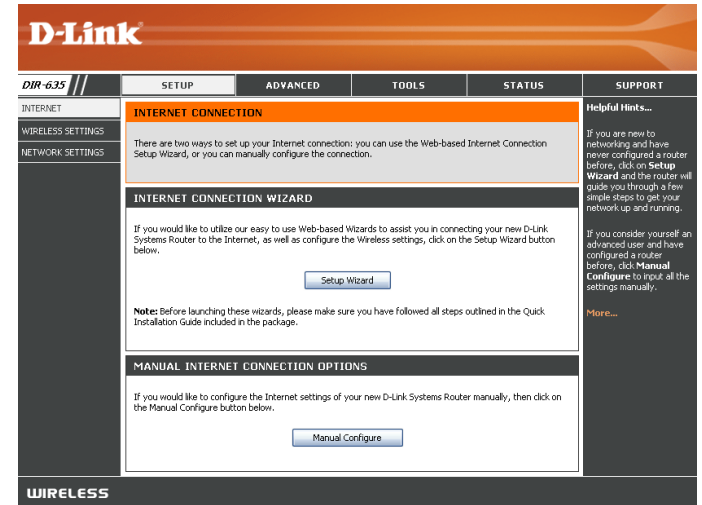 D-Link
DIR-635
SETUP
ADVANCED
TOOLS
STATUS
SUPPORT
INTERNET
WIRELESS SETTINGS
NETWORK SETTINGS
INTERNET CONNECTION
There are two ways to set up your Internet connection: you can use the Web-based Internet Connection
Setup Wizard, or you can manually configure the connection.
INTERNET CONNECTION WIZARD
If you would like to utilize our easy to use Web-based Wizards to assist you in connecting your new D-Link
Systems Router to the Internet, as well as configure the Wireless settings, click on the Setup Wizard button
below.
Setup Wizard
Note: Before launching these wizards, please make sure you have followed all steps outlined in the Quick
Installation Guide included in the package.
MANUAL INTERNET CONNECTION OPTIONS
If you would like to configure the Internet settings of your new D-Link Systems Router manually, then click on
the Manual Configure button below.
Manual Configure
Helpful Hints...
If you are new to
networking and have
never configured a router
before, click on Setup
Wizard and the router will
guide you through a few
simple steps to get your
network up and running.
If you consider yourself an
advanced user and have
configured a router
before, click Manual
Configure to input all the
settings manually.
More...
WIRELESS